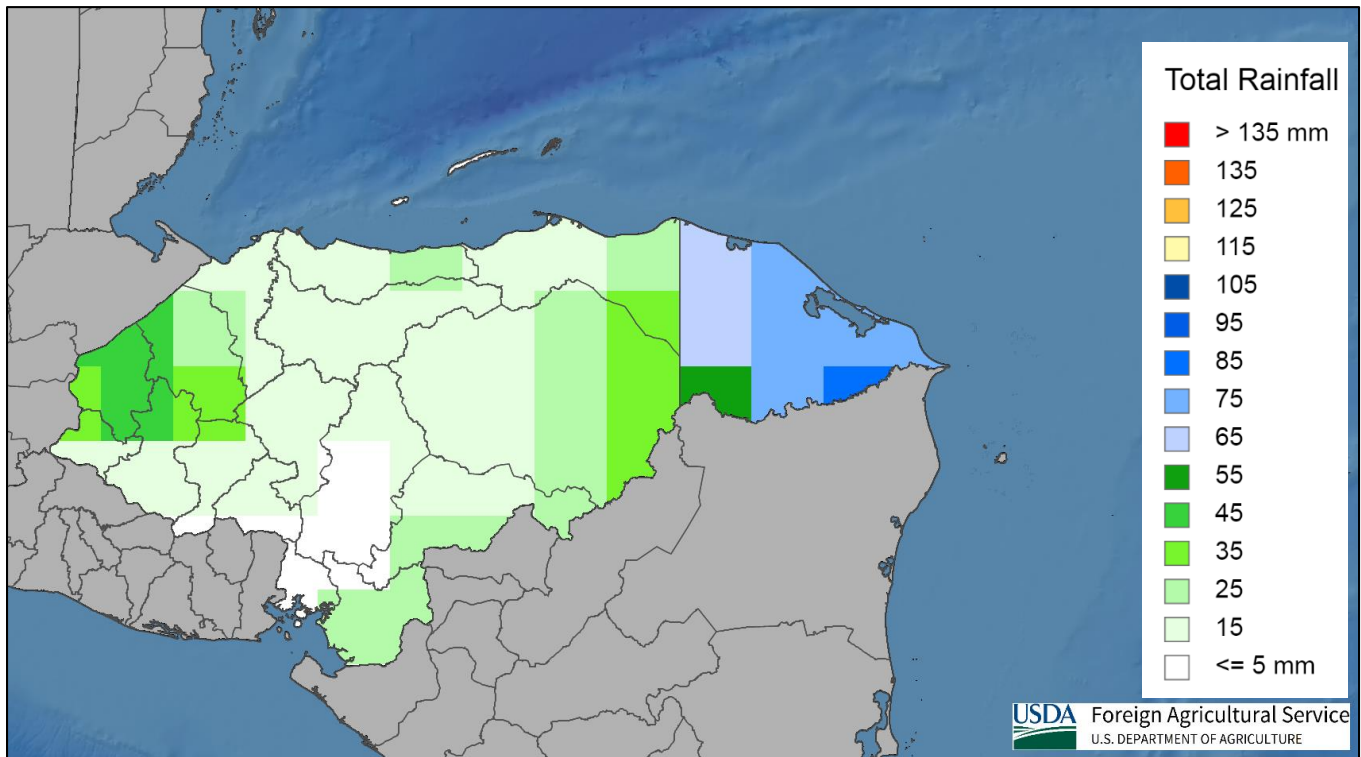 Total Rainfall
> 135 mm
135
125
115
105
95
85
75
65
55
45
35
25
15
<= 5 mm
USDA
Foreign Agricultural Service
U.S. DEPARTMENT OF AGRICULTURE